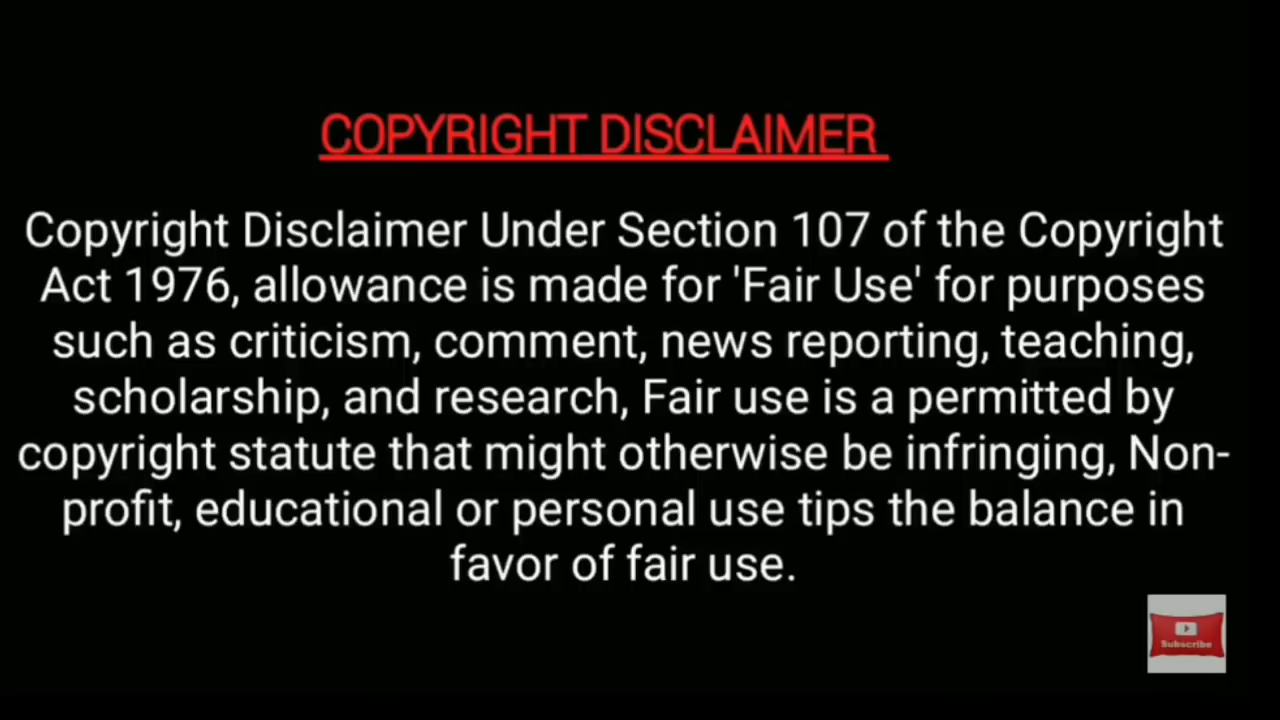 COPYRIGHT DISCLAIMER
Copyright Disclaimer Under Section 107 of the Copyright
Act 1976, allowance is made for 'Fair Use' for purposes
such as criticism, comment, news reporting, teaching,
scholarship, and research, Fair use is a permitted by
copyright statute that might otherwise be infringing, Non-
profit, educational or personal use tips the balance in
favor of fair use.
Subscribe